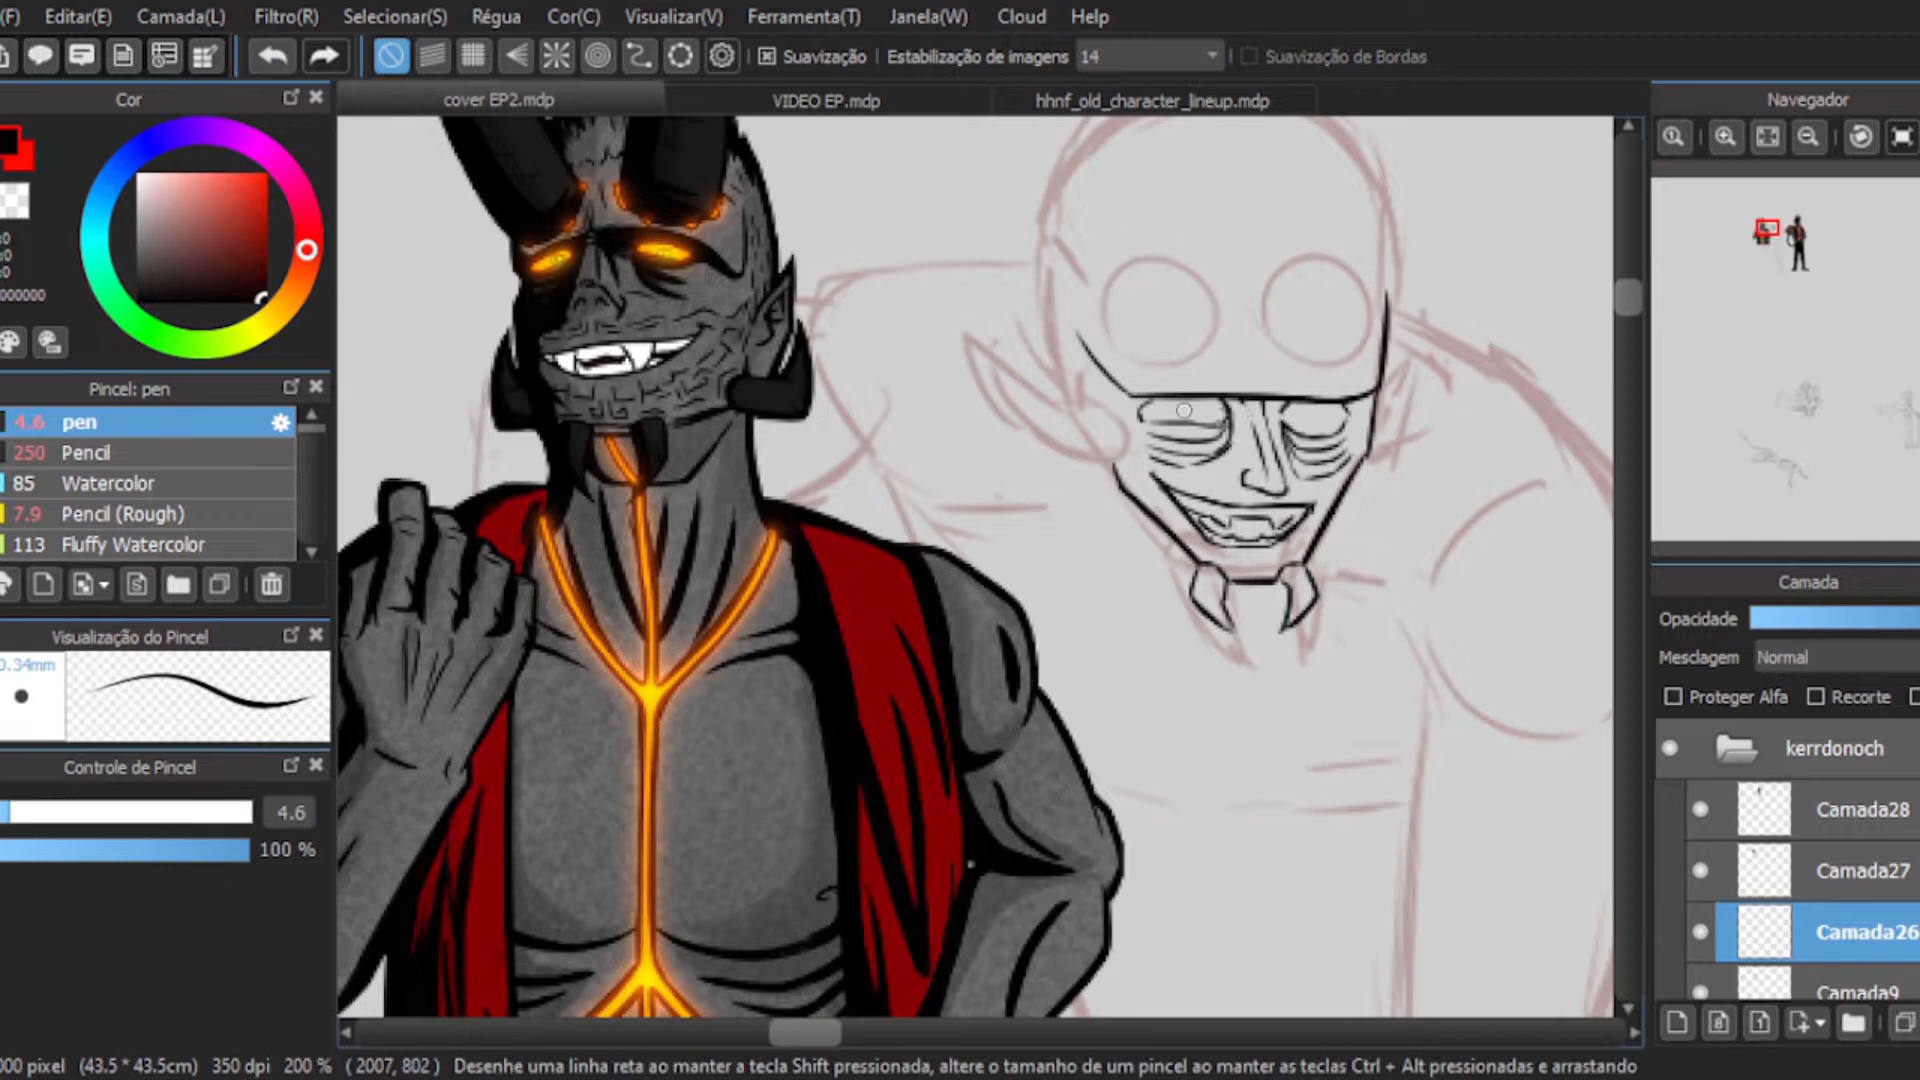 (F) Editar(E) Camada(L) Filtro(R) Selecionar(S) Régua Cor(C) Visualizar(V) Ferramenta(T) Janela(W) Cloud Help
Suavização Estabilização de imagens 14 Suavização de Bordas
Cor
cover EP2.mdp VIDEO EP.mdp hhnf_old_character_lineup.mdp
Navegador
:0
:0
:0
000000
Pincel: pen
4.6 pen
250 Pencil
85 Watercolor
7.9 Pencil (Rough)
113 Fluffy Watercolor
Visualização do Pincel
0.34mm
Controle de Pincel
4.6
100 %
Camada
Opacidade
Mesclagem Normal
Proteger Alfa Recorte
kerrdonoch
Camada28
Camada27
Camada26
Camada9
000 pixel (43.5 * 43.5cm) 350 dpi 200 % ( 2007, 802 ) Desenhe uma linha reta ao manter a tecla Shift pressionada, altere o tamanho de um pincel ao manter as teclas Ctrl + Alt pressionadas e arrastando